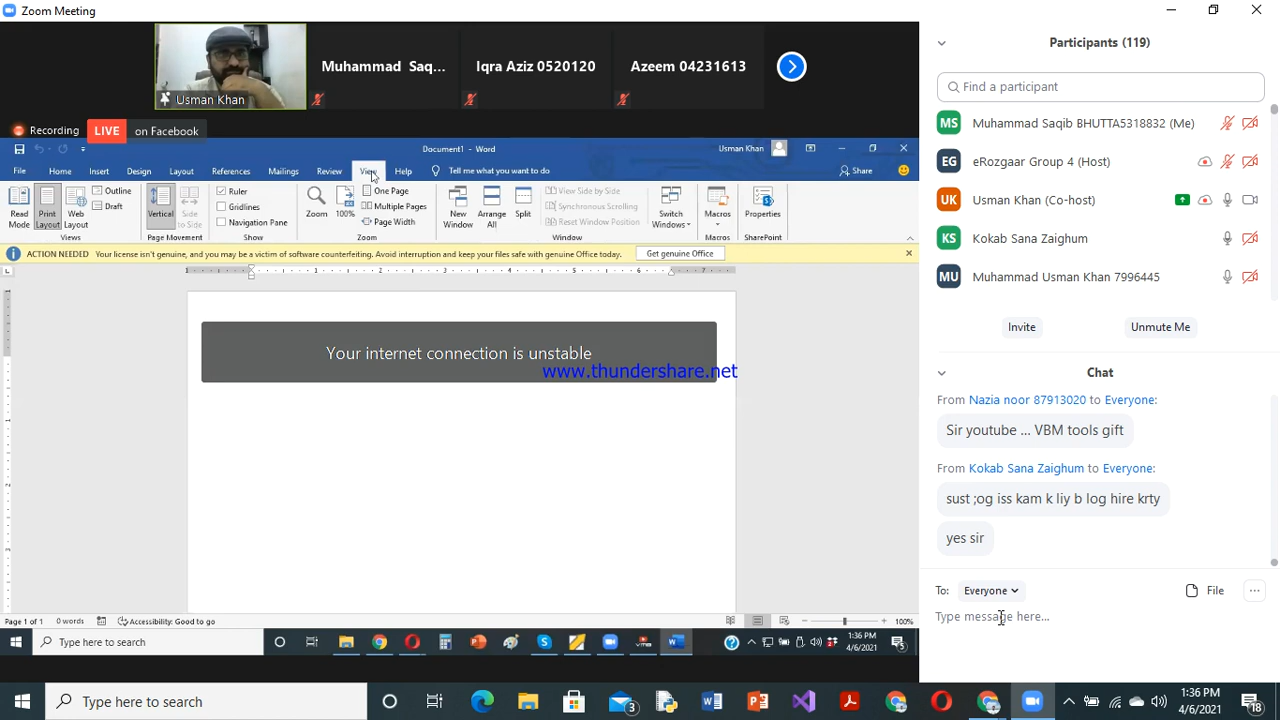 Zoom Meeting
Usman Khan
Muhammad Saq...
Iqra Aziz 0520120
Azeem 04231613
Recording
LIVE
on Facebook
Document1 - Word
Usman Khan
File
Home
Insert
Design
Layout
References
Mailings
Review
View
Help
Tell me what you want to do
Share
Read Mode
Print Layout
Web Layout
Outline
Draft
Views
Vertical
Side to Side
Page Movement
Ruler
Gridlines
Navigation Pane
Show
Zoom
100%
One Page
Multiple Pages
Page Width
Zoom
New Window
Arrange All
Split
View Side by Side
Synchronous Scrolling
Reset Window Position
Window
Switch Windows
Macros
Macros
Properties
SharePoint
ACTION NEEDED Your license isn't genuine, and you may be a victim of software counterfeiting. Avoid interruption and keep your files safe with genuine Office today.
Get genuine Office
Your internet connection is unstable
www.thundershare.net
Page 1 of 1
0 words
Accessibility: Good to go
100%
Type here to search
1:36 PM
4/6/2021
5
Participants (119)
Find a participant
MS Muhammad Saqib BHUTTA5318832 (Me)
EG eRozgaar Group 4 (Host)
UK Usman Khan (Co-host)
KS Kokab Sana Zaighum
MU Muhammad Usman Khan 7996445
Invite
Unmute Me
Chat
From Nazia noor 87913020 to Everyone:
Sir youtube ... VBM tools gift
From Kokab Sana Zaighum to Everyone:
sust ;og iss kam k liy b log hire krty
yes sir
To: Everyone
File
Type message here...
Type here to search
3
1:36 PM
4/6/2021
18